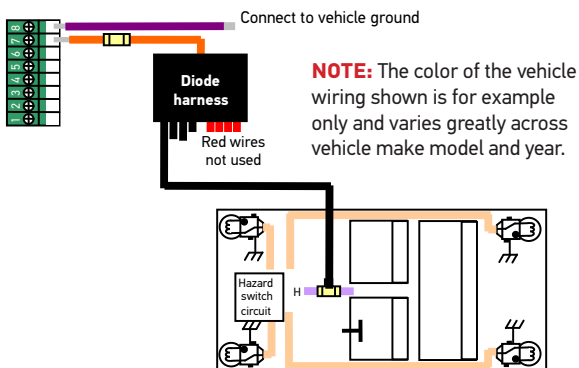 Connect to vehicle ground
8
7
6
5
4
3
2
1
Diode
harness
NOTE: The color of the vehicle
wiring shown is for example
only and varies greatly across
vehicle make model and year.
Red wires
not used
Hazard
switch
circuit
H